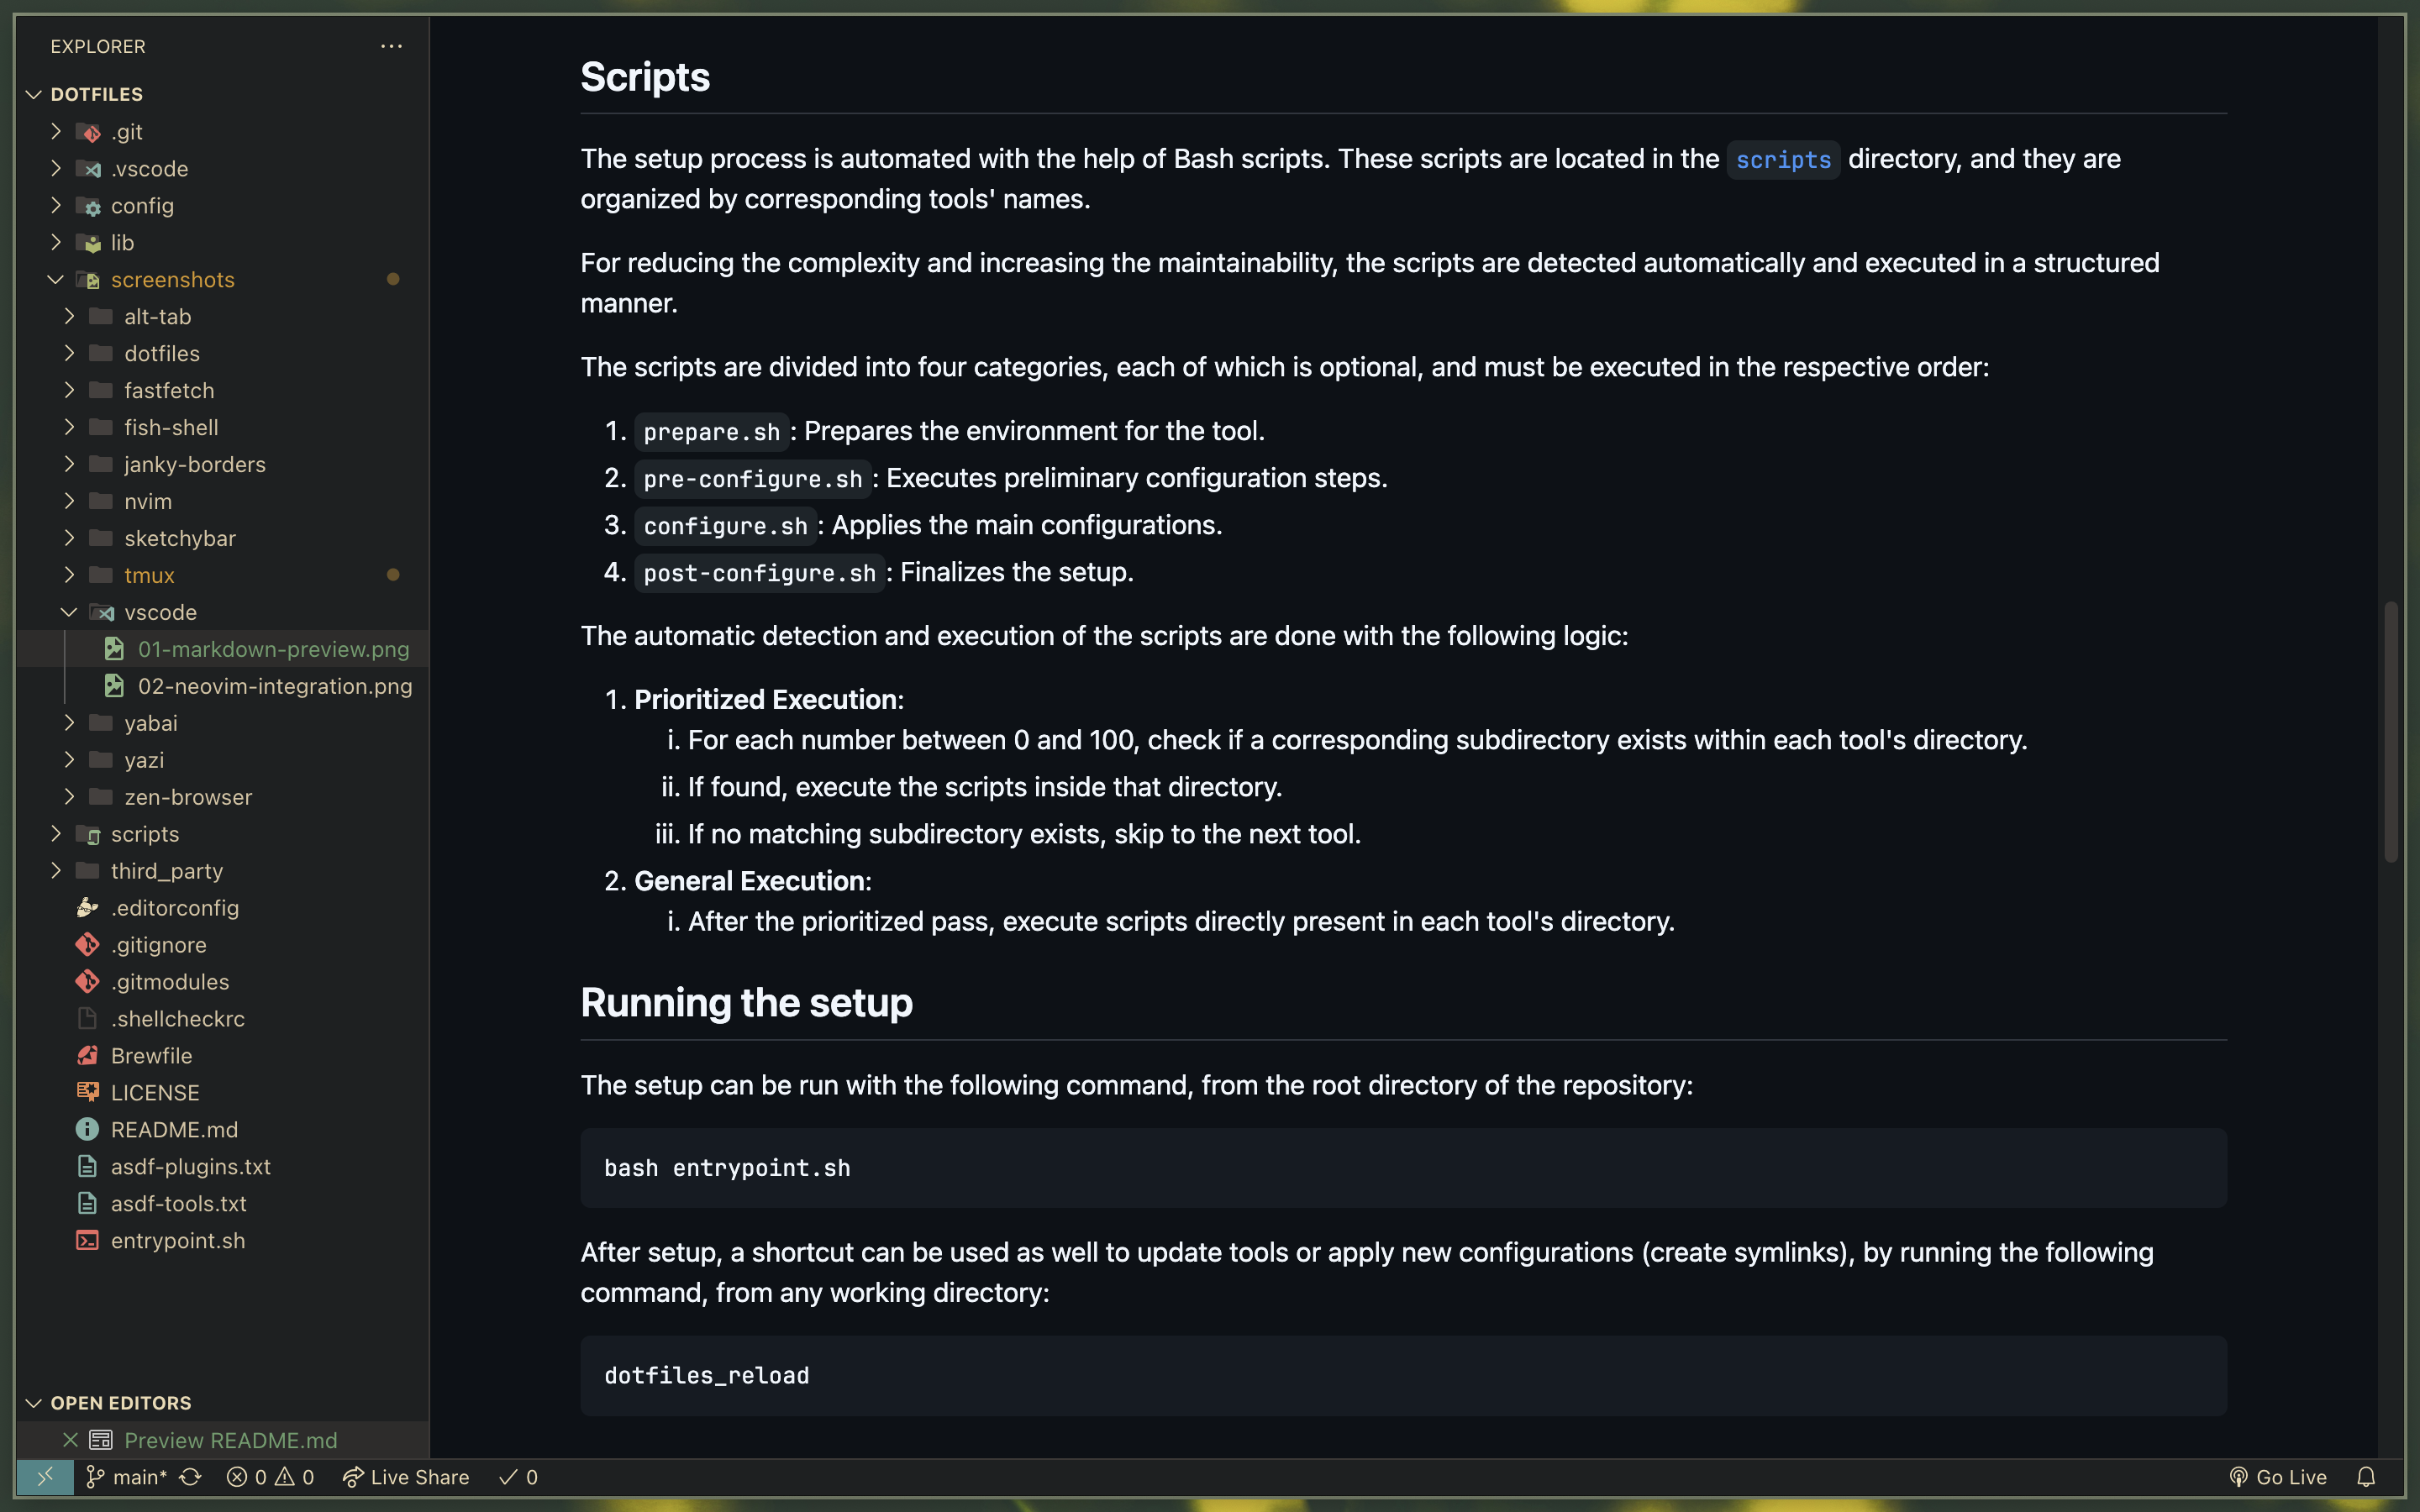 EXPLORER
DOTFILES
.git
.vscode
config
lib
screenshots
alt-tab
dotfiles
fastfetch
fish-shell
janky-borders
nvim
sketchybar
tmux
vscode
01-markdown-preview.png
02-neovim-integration.png
yabai
yazi
zen-browser
scripts
third_party
.editorconfig
.gitignore
.gitmodules
.shellcheckrc
Brewfile
LICENSE
README.md
asdf-plugins.txt
asdf-tools.txt
entrypoint.sh
OPEN EDITORS
Preview README.md
Scripts
The setup process is automated with the help of Bash scripts. These scripts are located in the scripts directory, and they are
organized by corresponding tools' names.
For reducing the complexity and increasing the maintainability, the scripts are detected automatically and executed in a structured
manner.
The scripts are divided into four categories, each of which is optional, and must be executed in the respective order:
1. prepare.sh: Prepares the environment for the tool.
2. pre-configure.sh: Executes preliminary configuration steps.
3. configure.sh: Applies the main configurations.
4. post-configure.sh: Finalizes the setup.
The automatic detection and execution of the scripts are done with the following logic:
1. Prioritized Execution:
i. For each number between 0 and 100, check if a corresponding subdirectory exists within each tool's directory.
ii. If found, execute the scripts inside that directory.
iii. If no matching subdirectory exists, skip to the next tool.
2. General Execution:
i. After the prioritized pass, execute scripts directly present in each tool's directory.
Running the setup
The setup can be run with the following command, from the root directory of the repository:
bash entrypoint.sh
After setup, a shortcut can be used as well to update tools or apply new configurations (create symlinks), by running the following
command, from any working directory:
dotfiles_reload
main* 0 0 Live Share 0 Go Live